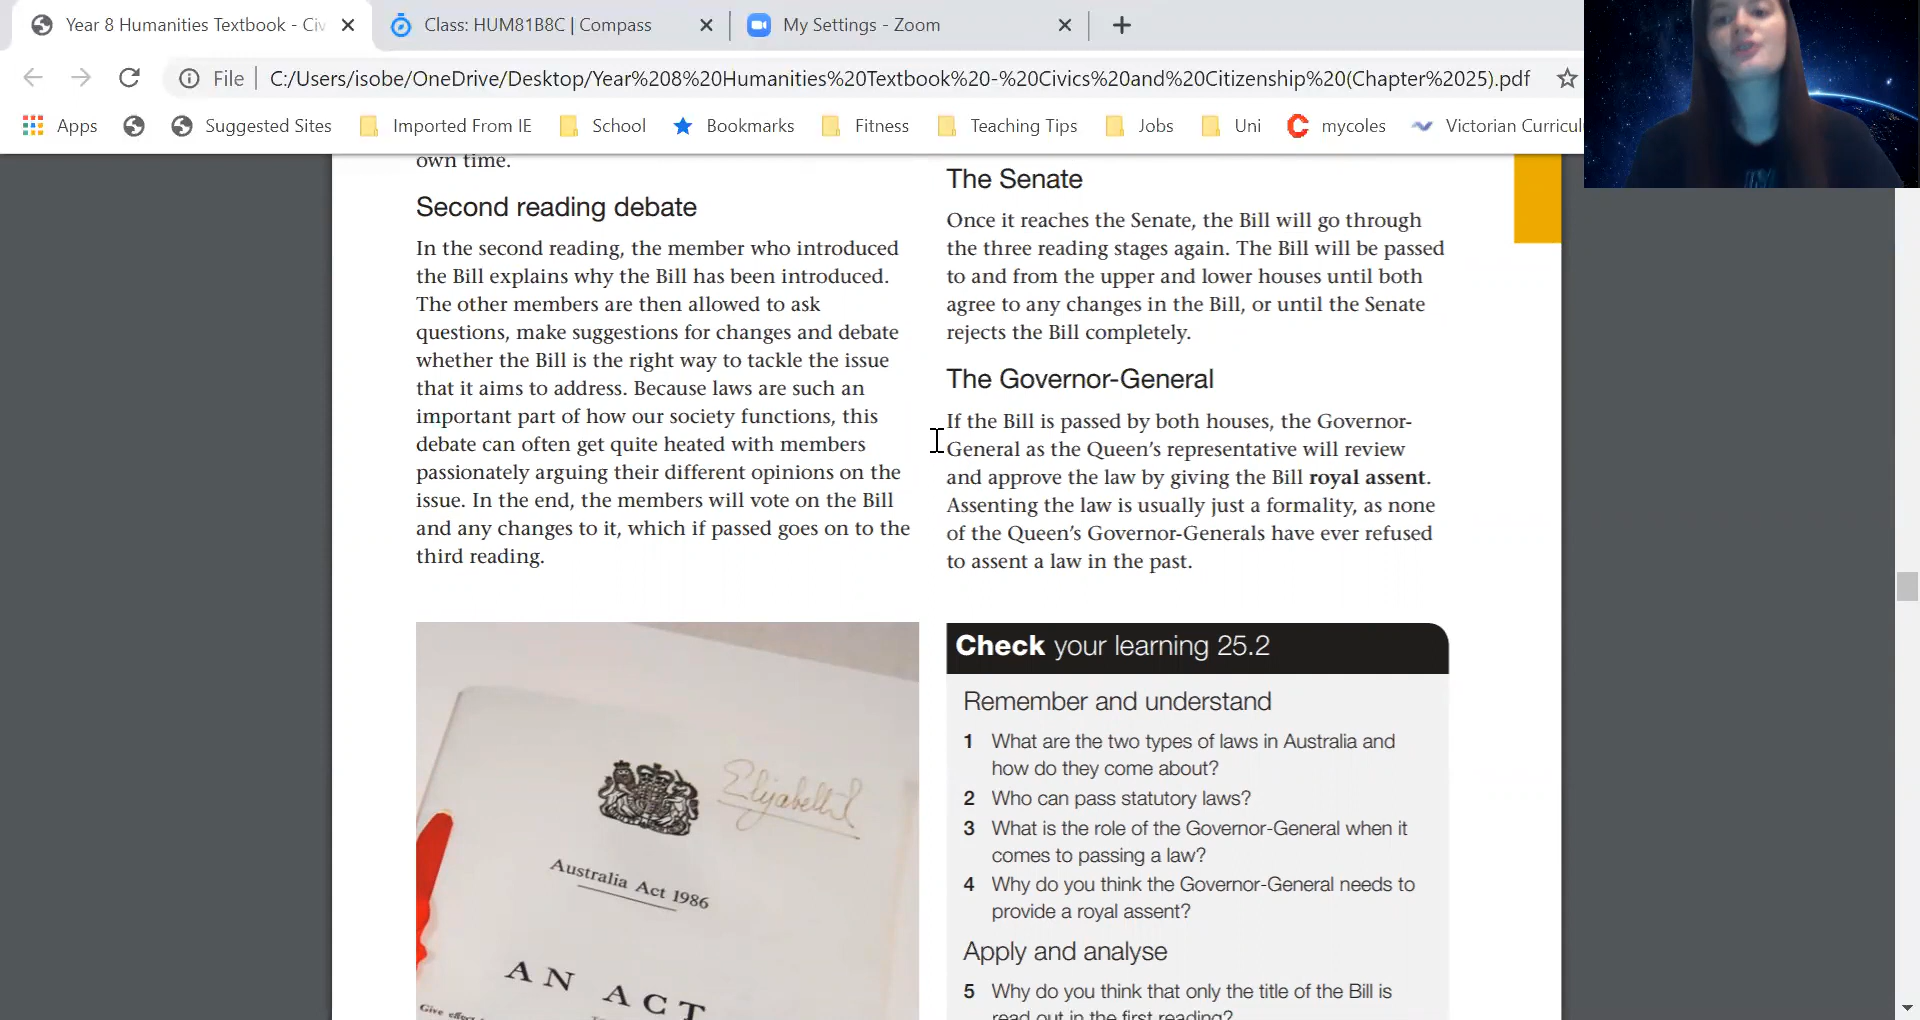 Year 8 Humanities Textbook - Civ
Class: HUM81B8C | Compass
My Settings - Zoom
File
C:/Users/isobe/OneDrive/Desktop/Year%208%20Humanities%20Textbook%20-%20Civics%20and%20Citizenship%20(Chapter%2025).pdf
Apps
Suggested Sites
Imported From IE
School
Bookmarks
Fitness
Teaching Tips
Jobs
Uni
mycoles
Victorian Curricul
own time.
Second reading debate
In the second reading, the member who introduced
the Bill explains why the Bill has been introduced.
The other members are then allowed to ask
questions, make suggestions for changes and debate
whether the Bill is the right way to tackle the issue
that it aims to address. Because laws are such an
important part of how our society functions, this
debate can often get quite heated with members
passionately arguing their different opinions on the
issue. In the end, the members will vote on the Bill
and any changes to it, which if passed goes on to the
third reading.
Elizabeth R
Australia Act 1986
AN ACT
Give effect
The Senate
Once it reaches the Senate, the Bill will go through
the three reading stages again. The Bill will be passed
to and from the upper and lower houses until both
agree to any changes in the Bill, or until the Senate
rejects the Bill completely.
The Governor-General
If the Bill is passed by both houses, the Governor-
General as the Queen's representative will review
and approve the law by giving the Bill royal assent.
Assenting the law is usually just a formality, as none
of the Queen's Governor-Generals have ever refused
to assent a law in the past.
Check your learning 25.2
Remember and understand
1 What are the two types of laws in Australia and
how do they come about?
2 Who can pass statutory laws?
3 What is the role of the Governor-General when it
comes to passing a law?
4 Why do you think the Governor-General needs to
provide a royal assent?
Apply and analyse
5 Why do you think that only the title of the Bill is
read out in the first reading?